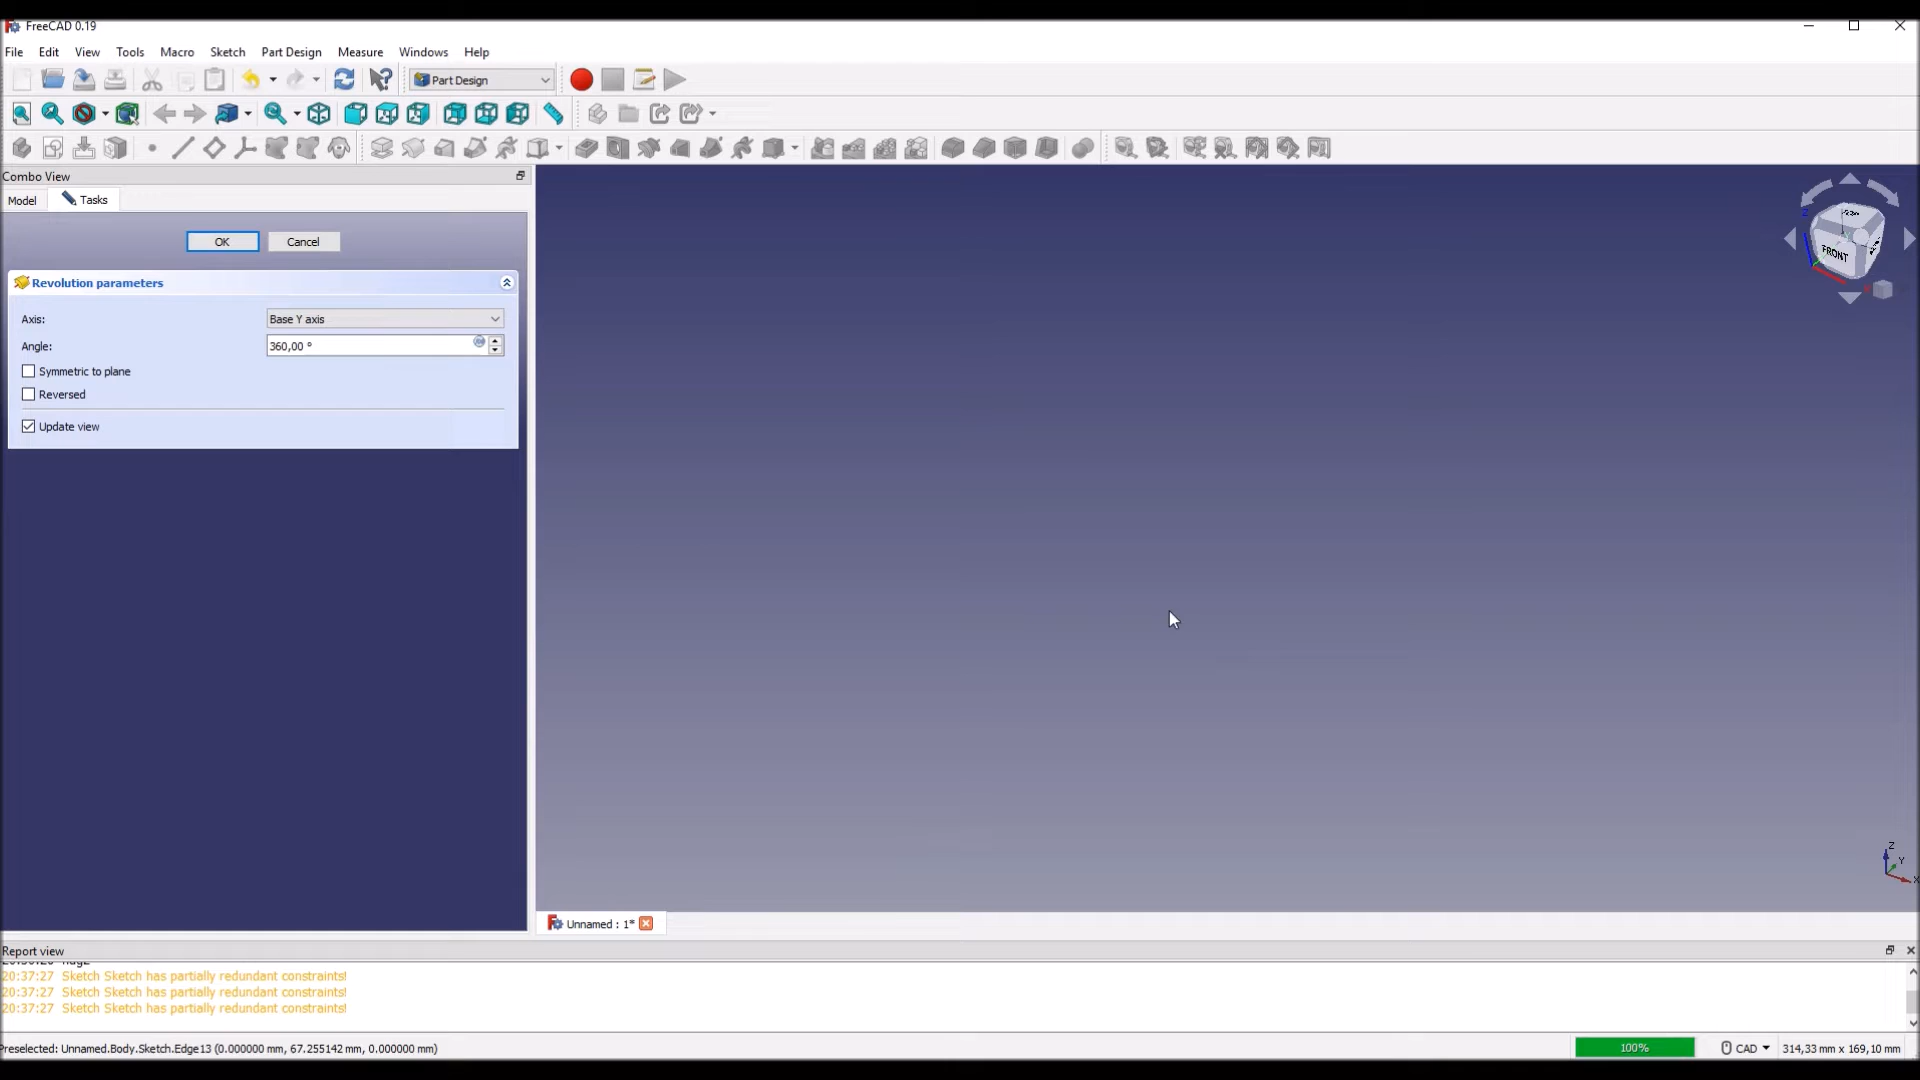 FreeCAD 0.19
File Edit View Tools Macro Sketch Part Design Measure Windows Help
Part Design
Combo View
Model Tasks
OK Cancel
Revolution parameters
Axis: Base Y axis
Angle: 360,00 °
Symmetric to plane
Reversed
Update view
FRONT
Z
Y
X
Unnamed : 1*
Report view
20:37:27 Sketch Sketch has partially redundant constraints!
20:37:27 Sketch Sketch has partially redundant constraints!
20:37:27 Sketch Sketch has partially redundant constraints!
Preselected: Unnamed.Body.Sketch.Edge13 (0.000000 mm, 67.255142 mm, 0.000000 mm)
100% CAD 314,33 mm x 169,10 mm